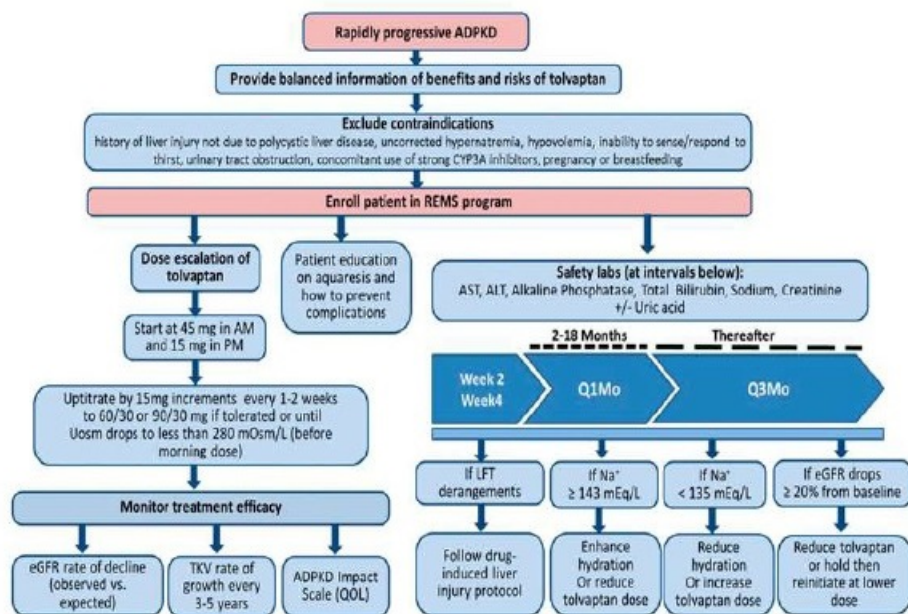 Rapidly progressive ADPKD
Provide balanced information of benefits and risks of tolvaptan
Exclude contraindications
history of liver injury not due to polycystic liver disease, uncorrected hypernatremia, hypovolemia, inability to sense/respond to
thirst, urinary tract obstruction, concomitant use of strong CYP3A inhibitors, pregnancy or breastfeeding
Enroll patient in REMS program
Dose escalation of
tolvaptan
Start at 45 mg in AM
and 15 mg in PM
Uptitrate by 15mg increments every 1-2 weeks
to 60/30 or 90/30 mg if tolerated or until
Uosm drops to less than 280 mOsm/L (before
morning dose)
Monitor treatment efficacy
eGFR rate of decline
(observed vs.
expected)
TKV rate of
growth every
3-5 years
ADPKD Impact
Scale (QOL)
Patient education
on aquaresis and
how to prevent
complications
Safety labs (at intervals below):
AST, ALT, Alkaline Phosphatase, Total Bilirubin, Sodium, Creatinine
+/- Uric acid
2-18 Months
Thereafter
Week 2
Week4
Q1Mo
Q3Mo
If LFT
derangements
Follow drug-
induced liver
injury protocol
If Na⁺
≥ 143 mEq/L
Enhance
hydration
Or reduce
tolvaptan dose
If Na⁺
< 135 mEq/L
Reduce
hydration
Or increase
tolvaptan dose
If eGFR drops
≥ 20% from baseline
Reduce tolvaptan
or hold then
reinitiate at lower
dose